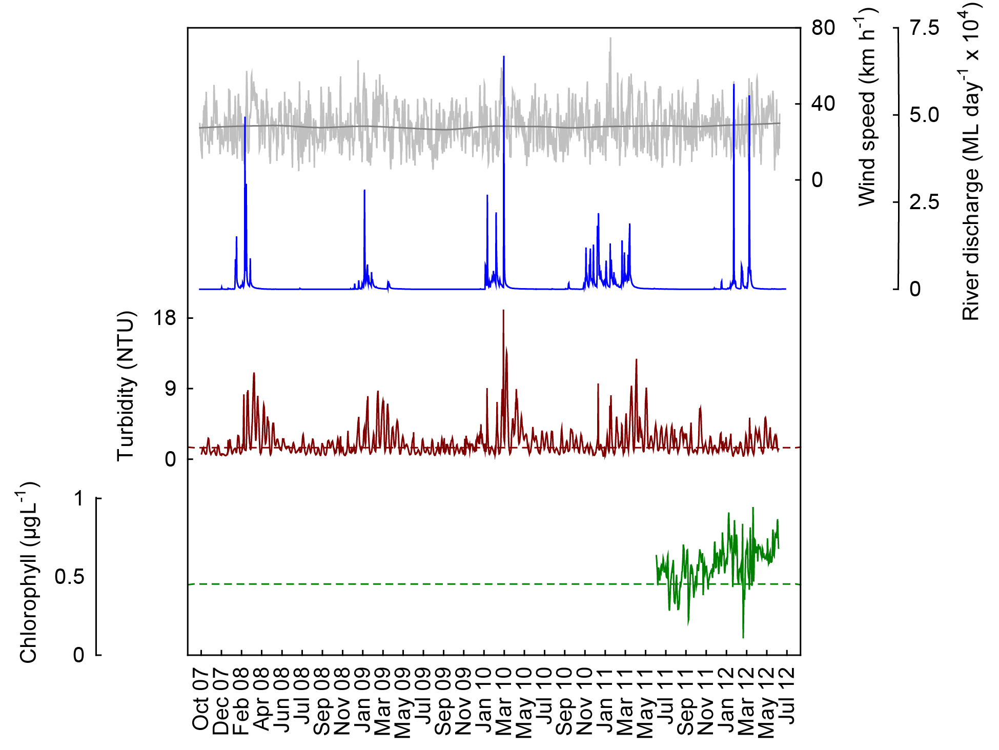 80
40
0
Wind speed (km h⁻¹)
7.5
5.0
2.5
0
River discharge (ML day⁻¹ x 10⁴)
Turbidity (NTU)
18
9
0
Chlorophyll (µgL⁻¹)
1
0.5
0
Oct 07
Dec 07
Feb 08
Apr 08
Jun 08
Jul 08
Sep 08
Nov 08
Jan 09
Mar 09
May 09
Jul 09
Sep 09
Nov 09
Jan 10
Mar 10
May 10
Jul 10
Sep 10
Nov 10
Jan 11
Mar 11
May 11
Jul 11
Sep 11
Nov 11
Jan 12
Mar 12
May 12
Jul 12